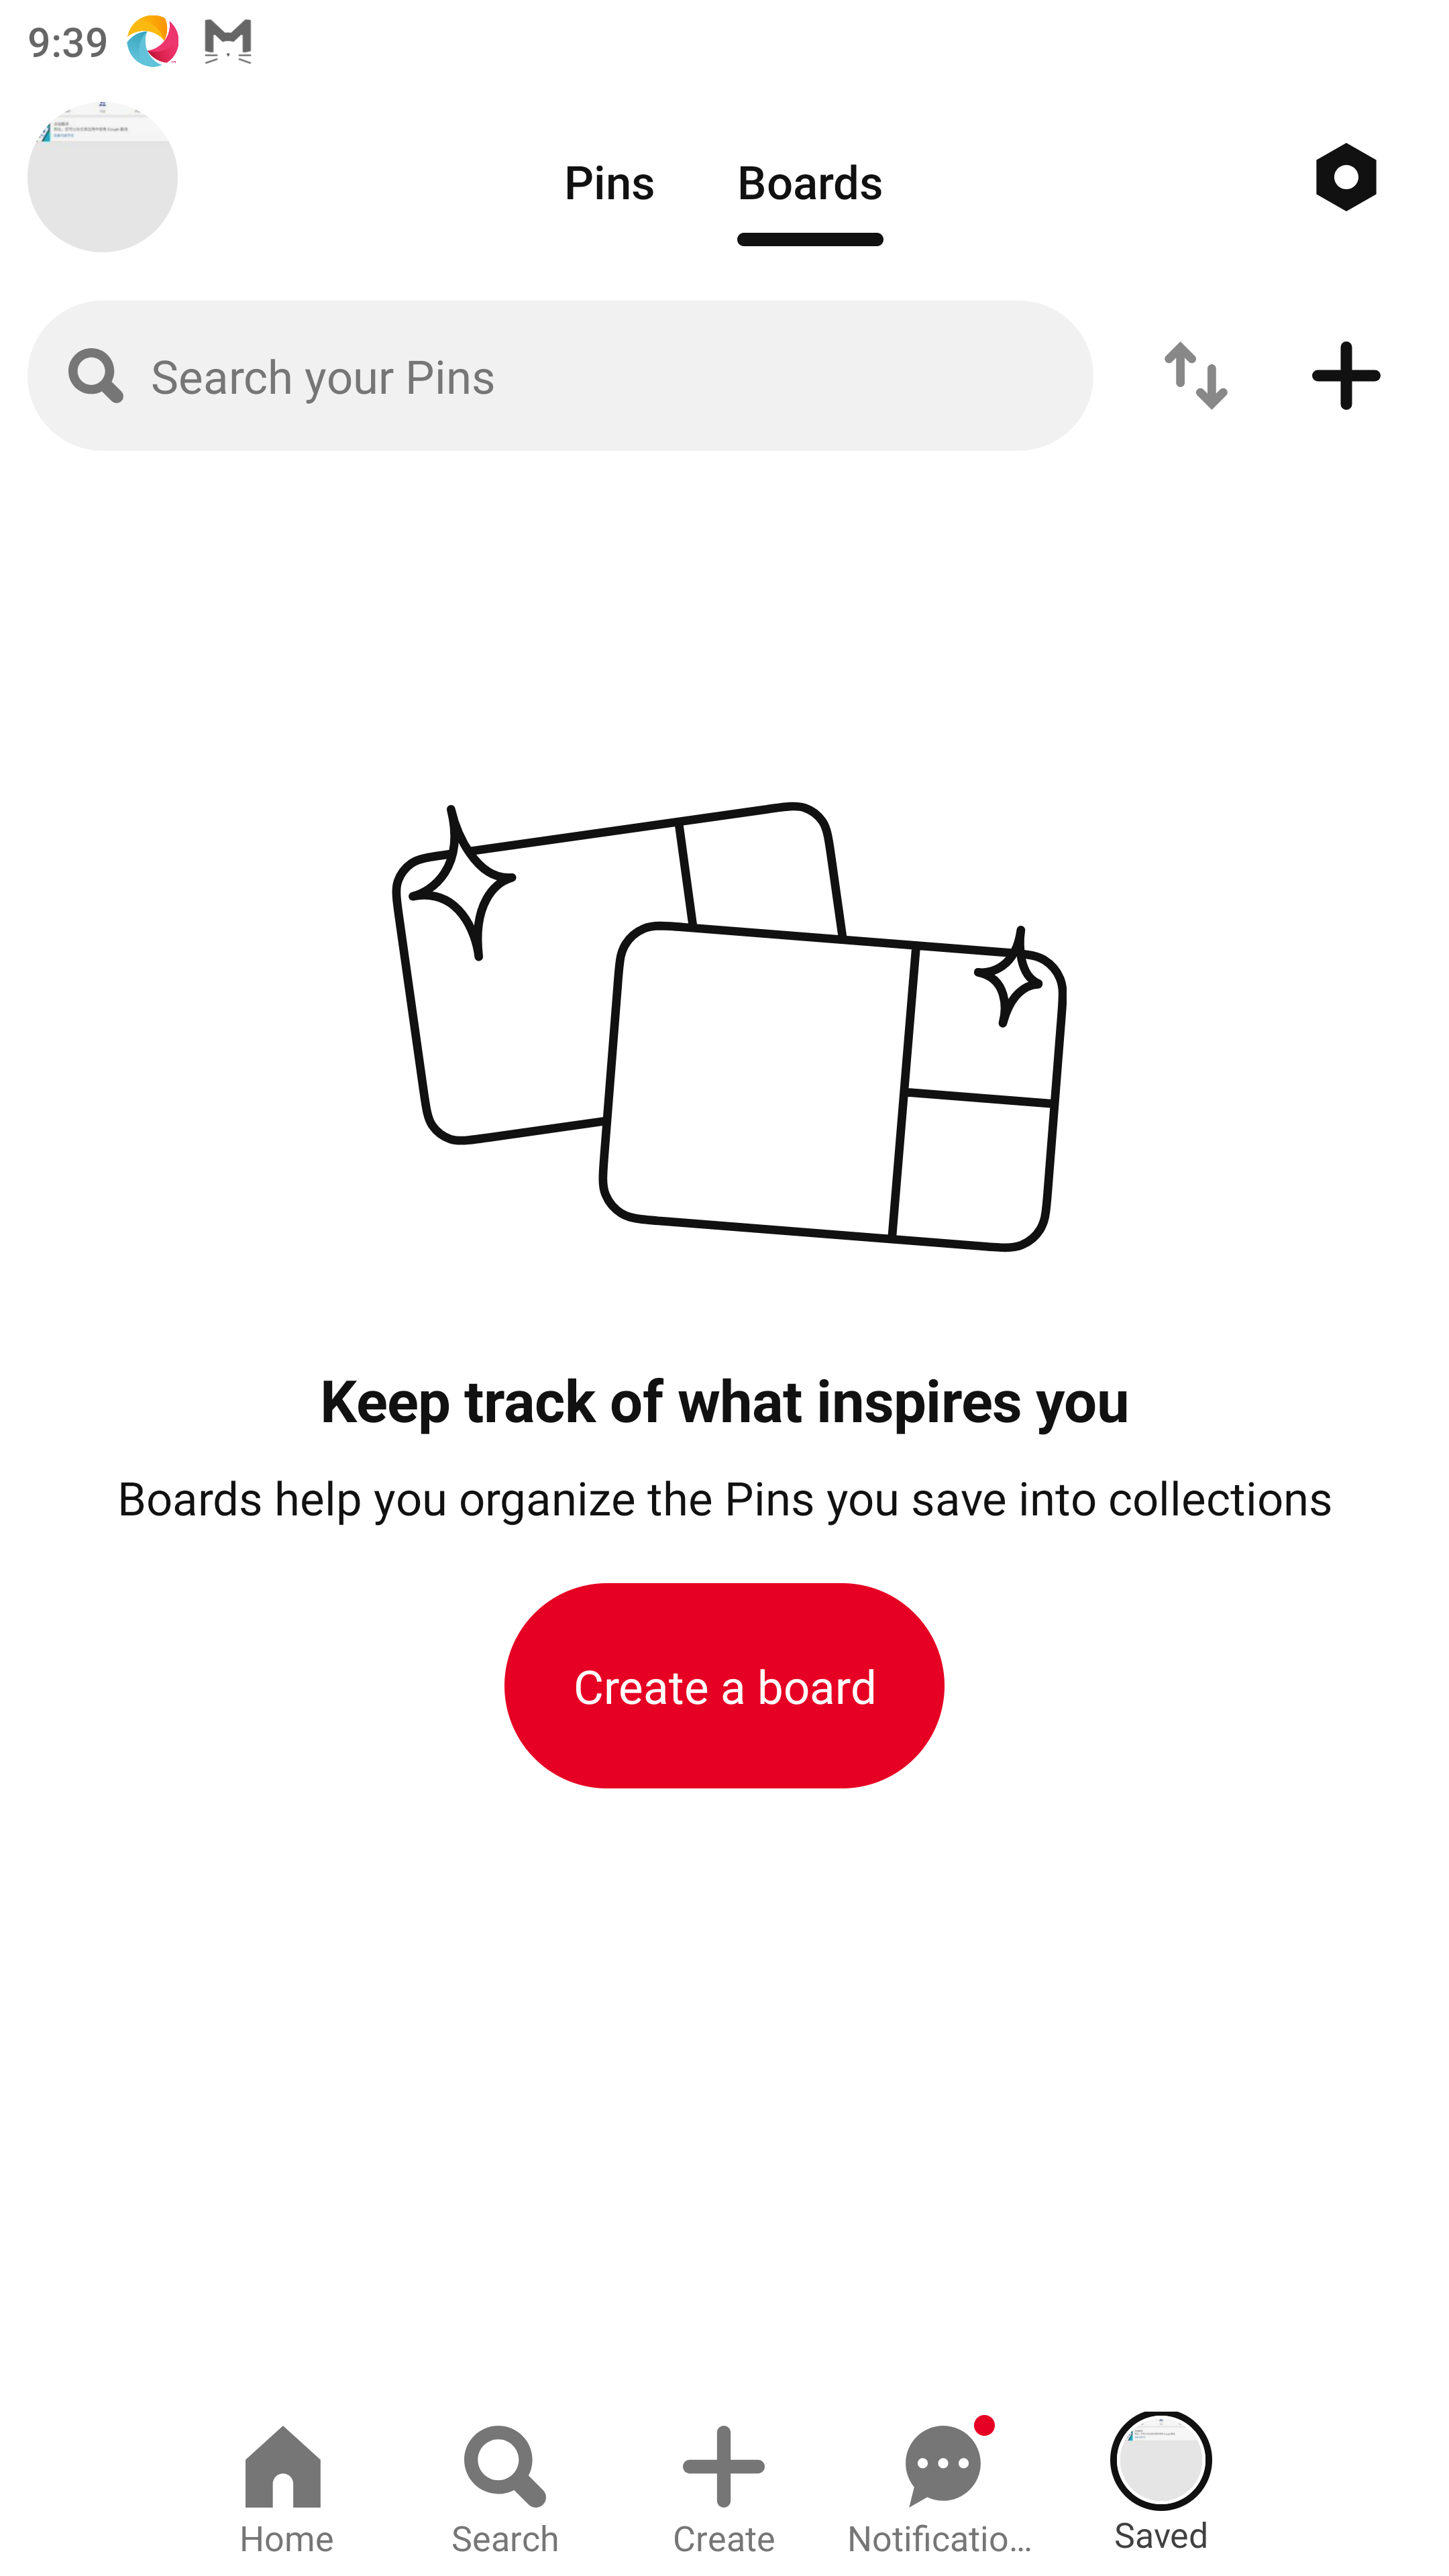 9:39
Pins Boards
Search your Pins
Keep track of what inspires you
Boards help you organize the Pins you save into collections
Create a board
Home Search Create Notificatio... Saved